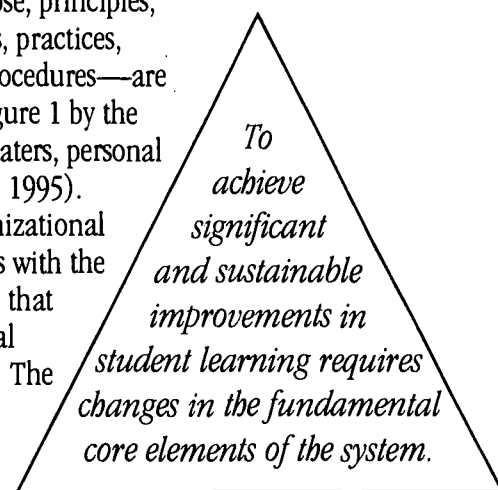 principles,
practices,
ocedures—are
gure 1 by the
aters, personal
1995).
nizational
s with the
that
al
The
To
achieve
significant
and sustainable
improvements in
student learning requires
changes in the fundamental
core elements of the system.